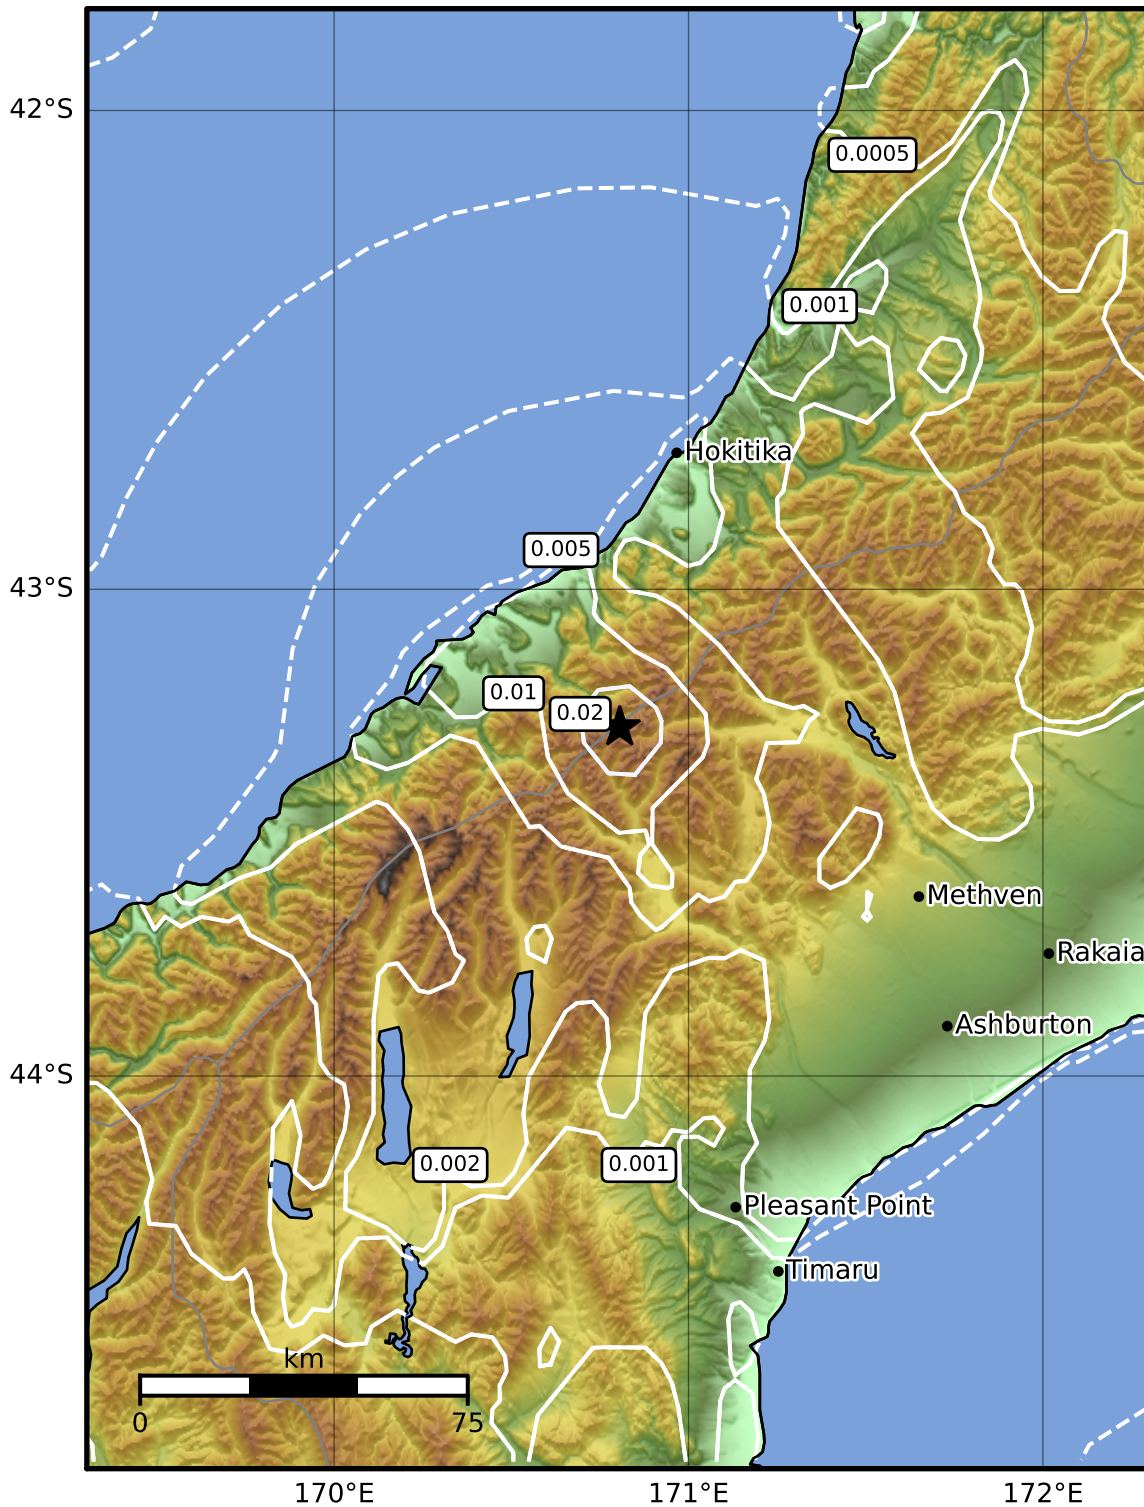 42°S
0.0005
0.001
Hokitika
0.005
43°S
0.01
0.02
Methven
Rakaia
Ashburton
44°S
0.002
0.001
Pleasant Point
Timaru
km
0
75
170°E
171°E
172°E